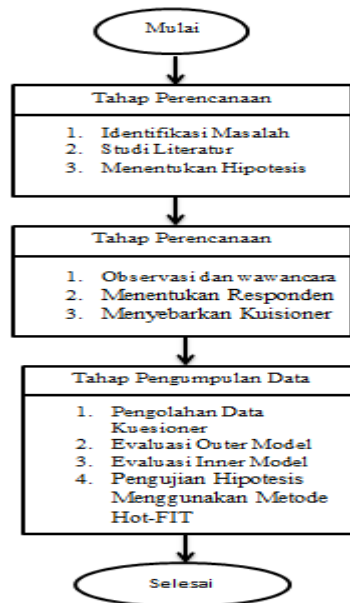 Mulai
Tahap Perencanaan
1. Identifikasi Masalah
2. Studi Literatur
3. Menentukan Hipotesis
Tahap Perencanaan
1. Observasi dan wawancara
2. Menentukan Responden
3. Menyebarkan Kuisioner
Tahap Pengumpulan Data
1. Pengolahan Data
Kuesioner
2. Evaluasi Outer Model
3. Evaluasi Inner Model
4. Pengujian Hipotesis
Menggunakan Metode
Hot-FIT
Selesai